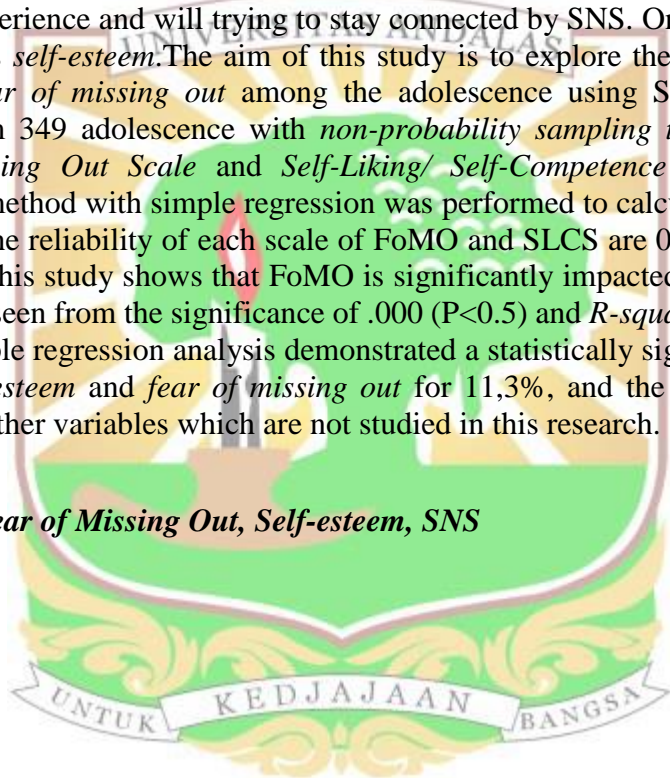 erience and will trying to stay connected by SNS. On
UNIVERSITAS ANDALAS
self-esteem.The aim of this study is to explore the
of missing out among the adolescence using S
349 adolescence with non-probability sampling
ing Out Scale and Self-Liking/ Self-Competence
method with simple regression was performed to calc
he reliability of each scale of FoMO and SLCS are 0
his study shows that FoMO is significantly impacted
seen from the significance of .000 (P<0.5) and R-squa
ple regression analysis demonstrated a statistically sig
esteem and fear of missing out for 11,3%, and the
ther variables which are not studied in this research.
ear of Missing Out, Self-esteem, SNS
UNTUK KEDJAJAAN BANGSA